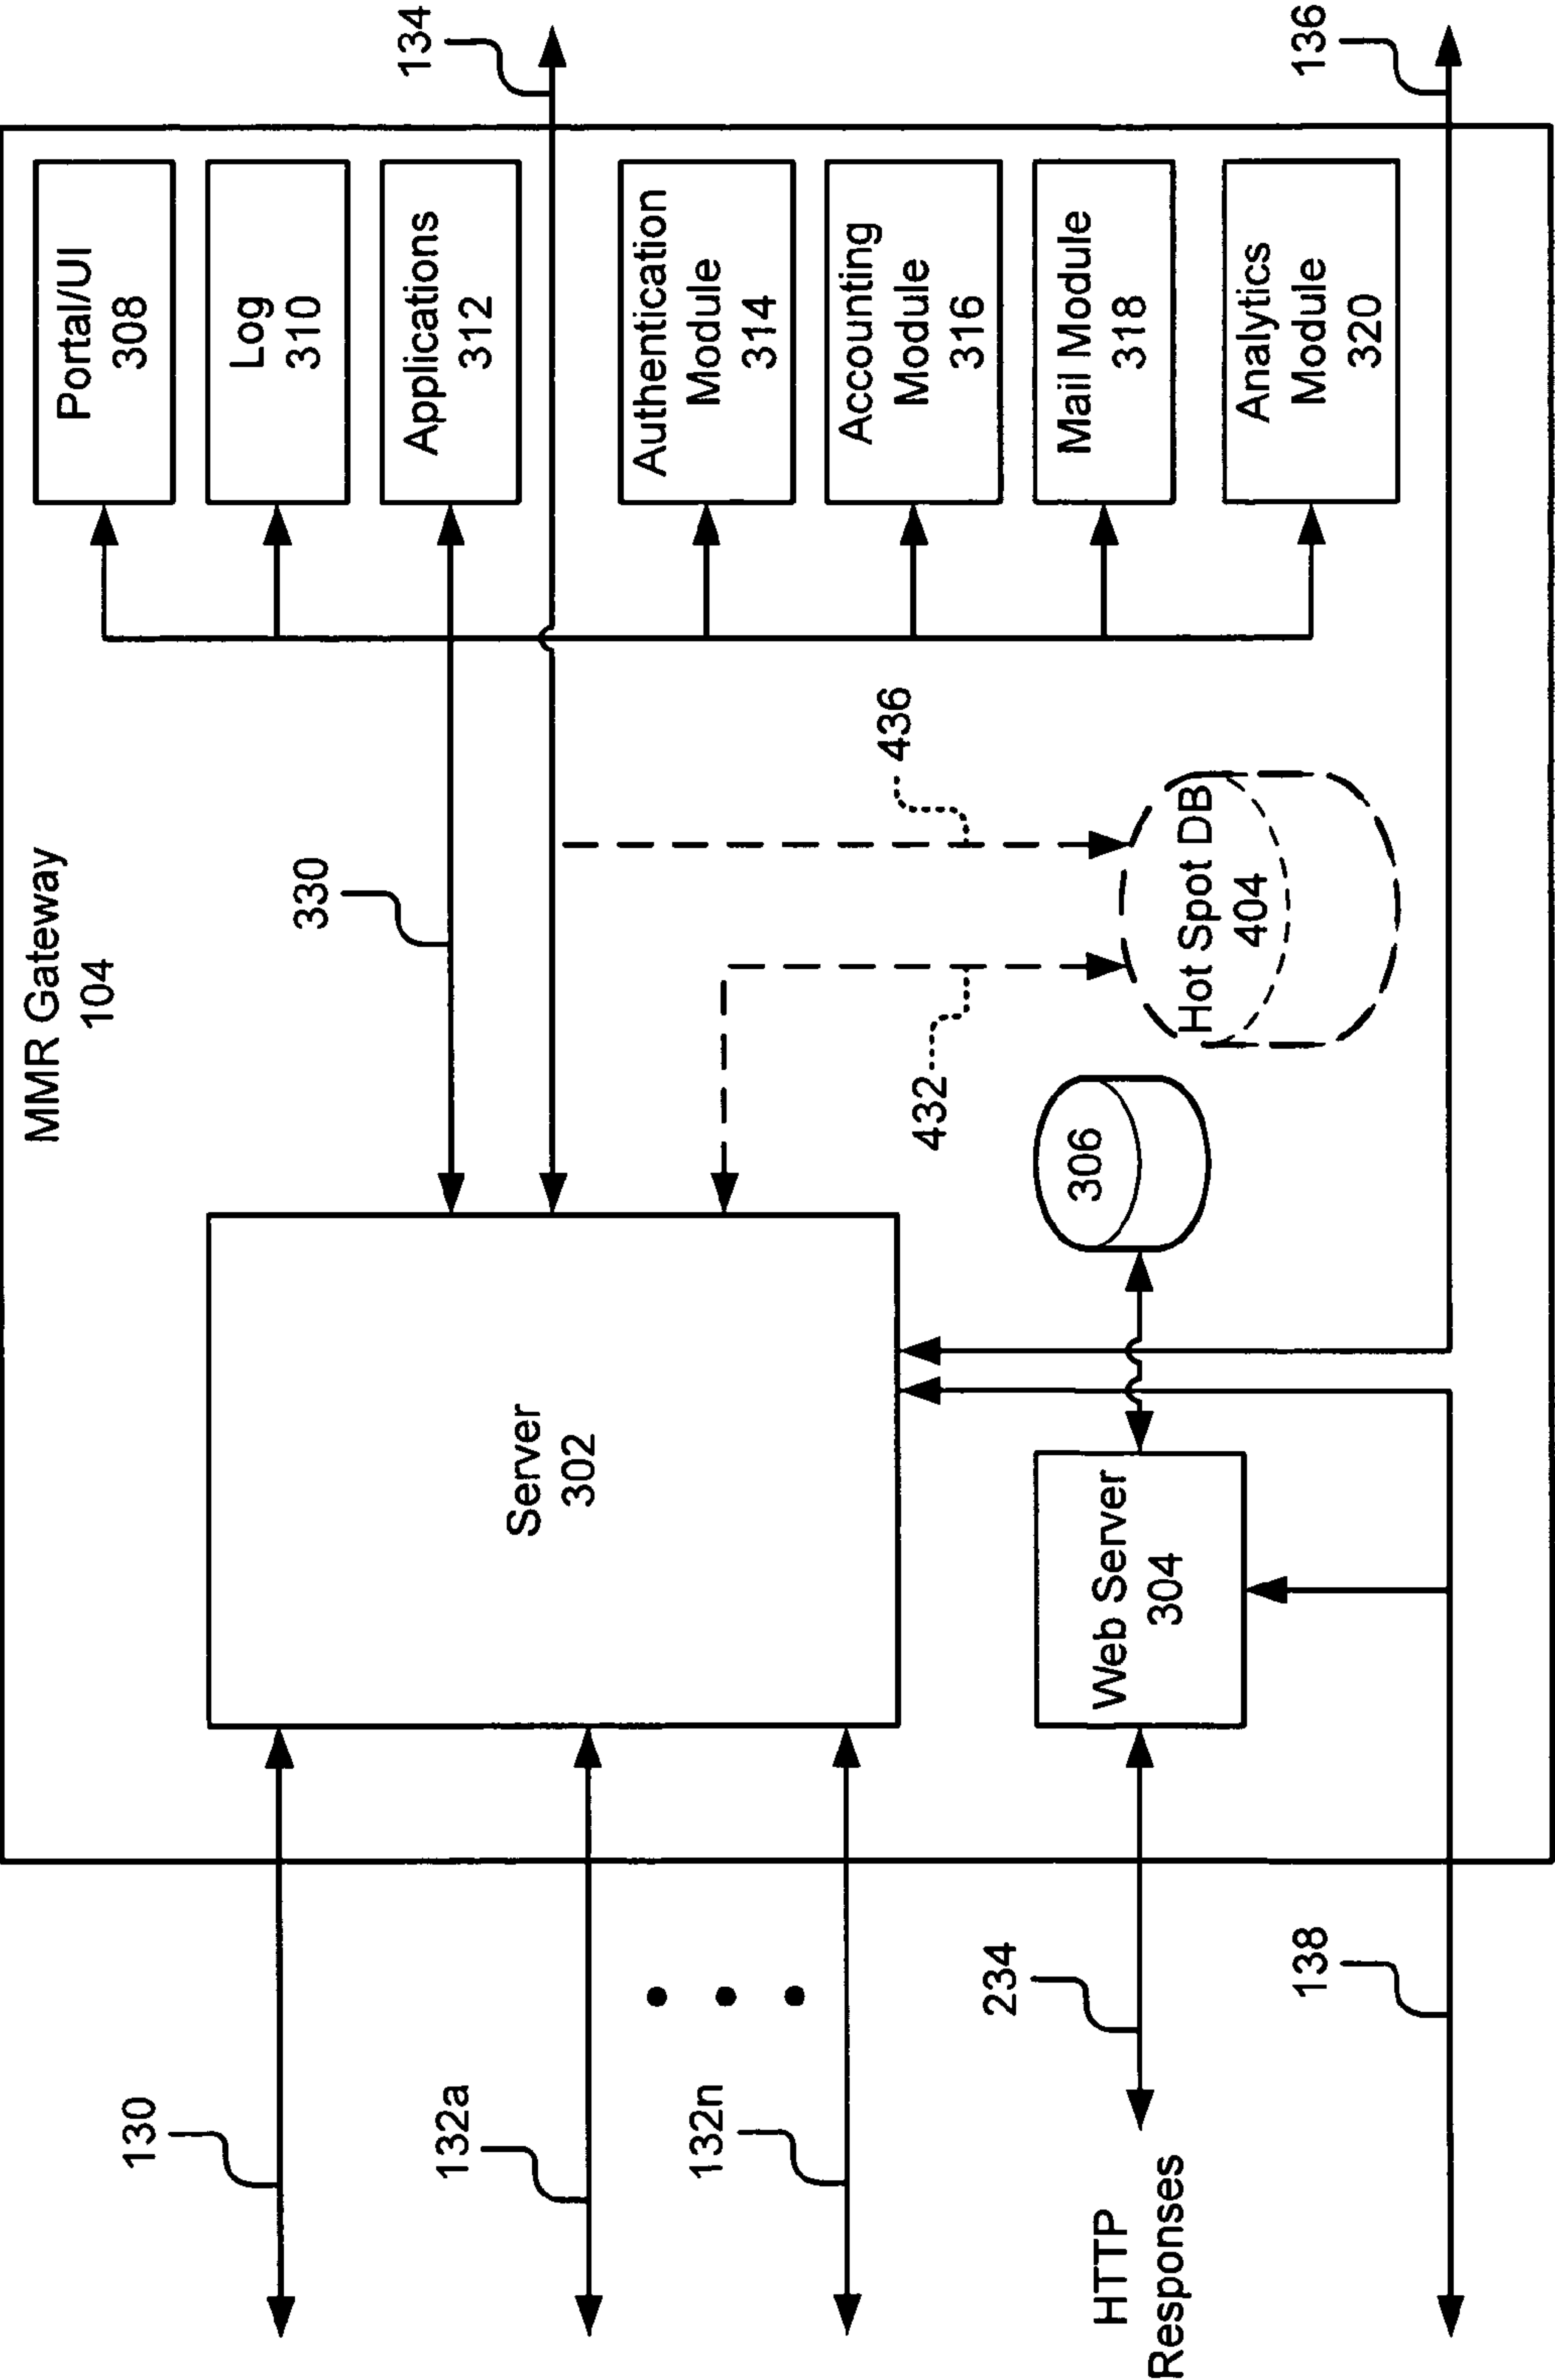 MMR Gateway
104
130
132a
132n
234
HTTP
Responses
138
Server
302
Web Server
304
306
330
432
436
Hot Spot DB
404
Portal/UI
308
Log
310
Applications
312
134
Authentication
Module
314
Accounting
Module
316
Mail Module
318
Analytics
Module
320
136